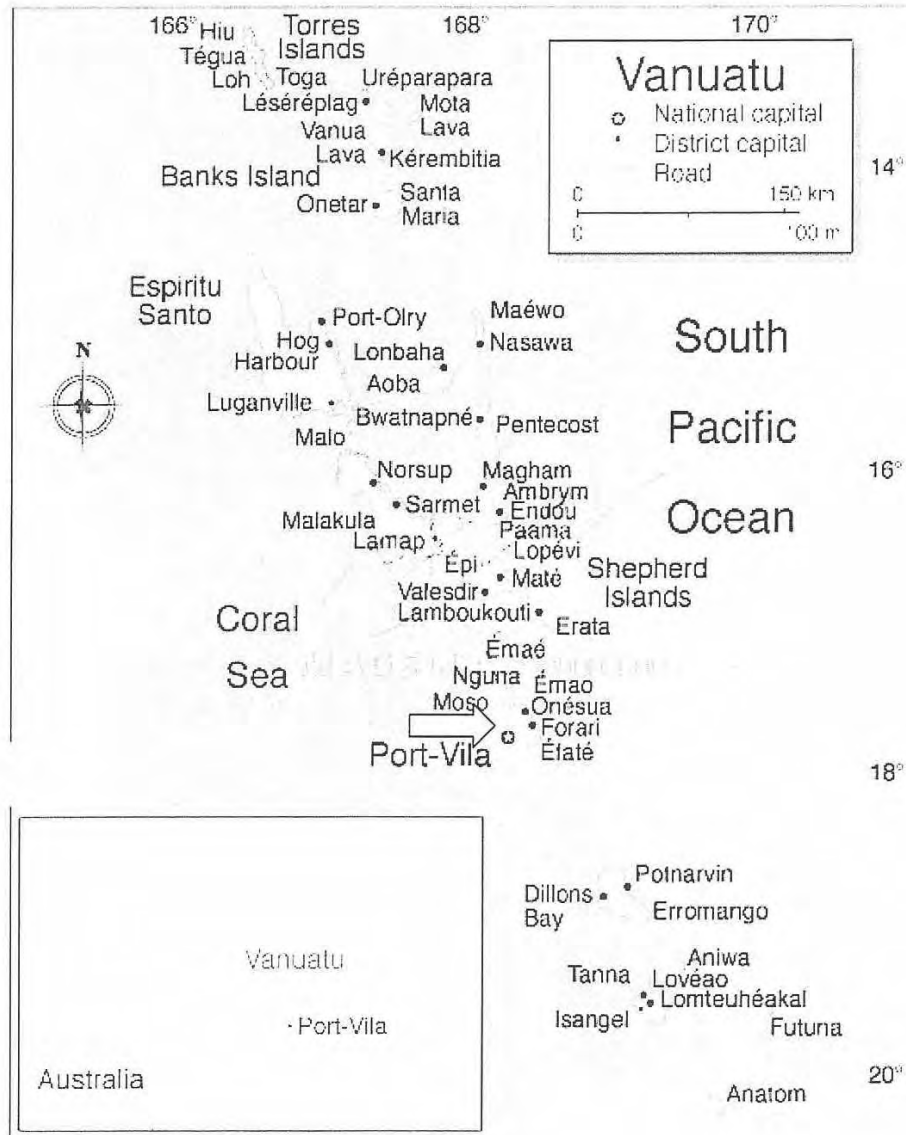 166°
168°
170°
Hiu
Torres
Islands
Tégua
Loh
Toga
Uréparapara
Léséréplag
Mota
Lava
Vanua
Lava
Kérembitia
Banks Island
Onetar
Santa
Maria
Vanuatu
National capital
District capital
Road
0 150 km
0 100 m
14°
Espiritu
Santo
Port-Olry
Hog
Harbour
Maéwo
Nasawa
Lonbaha
Aoba
South
Pacific
Ocean
N
Luganville
Malo
Bwatnapné
Pentecost
16°
Norsup
Magham
Ambrym
Sarmet
Endou
Malakula
Paama
Lamap
Lopévi
Épi
Maté
Shepherd
Islands
Valesdir
Lamboukouti
Erata
Coral
Sea
Émaé
Nguna
Émao
Moso
Onésua
Forari
Port-Vila
Éfaté
18°
Potnarvin
Dillons
Bay
Erromango
Vanuatu
Port-Vila
Australia
Aniwa
Tanna
Lovéao
Lomteuhéakal
Isangel
Futuna
20°
Anatom